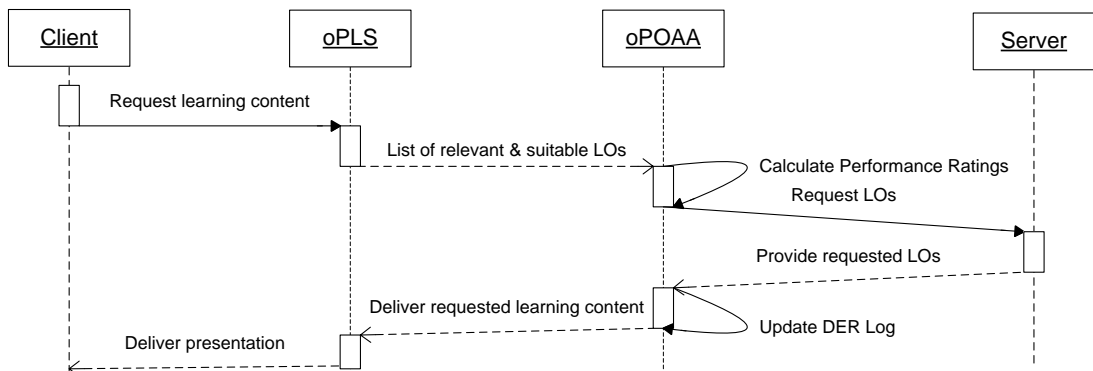 Client
oPLS
oPOAA
Server
Request learning content
List of relevant & suitable LOs
Calculate Performance Ratings
Request LOs
Provide requested LOs
Deliver requested learning content
Update DER Log
Deliver presentation